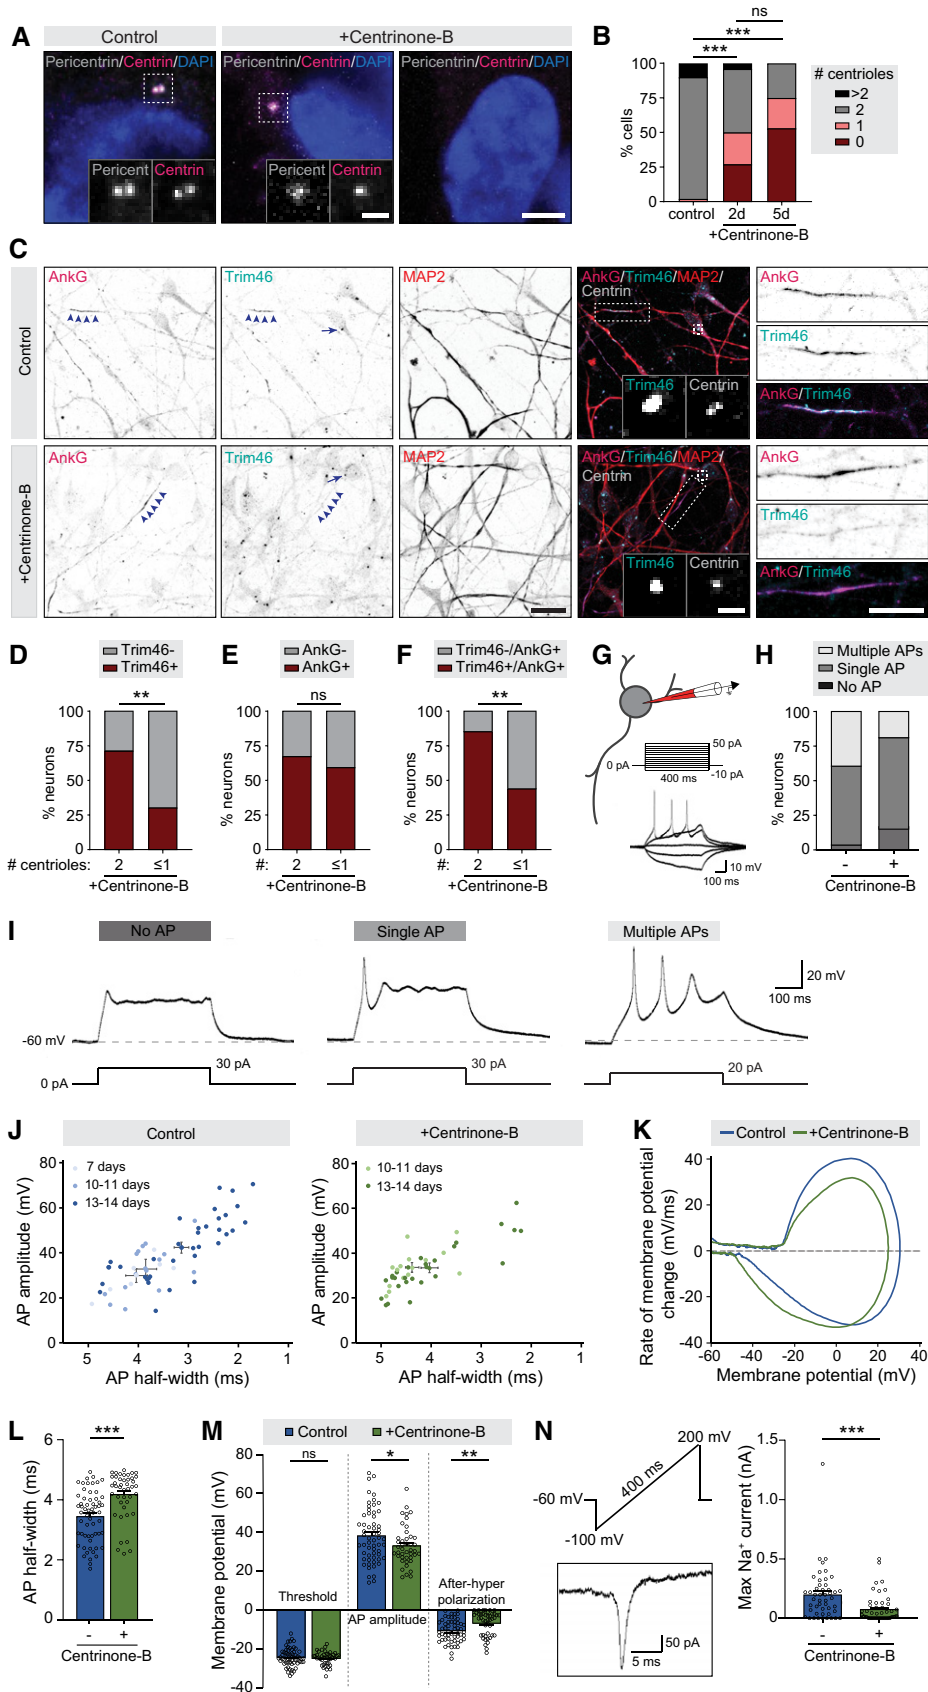 A
Control
+Centrinone-B
Pericentrin/Centrin/DAPI
Pericentrin/Centrin/DAPI
Pericentrin/Centrin/DAPI
Pericent
Centrin
Pericent
Centrin
B
ns
***
***
# centrioles
>2
2
1
0
% cells
100
75
50
25
0
control
2d
5d
+Centrinone-B
C
Control
AnkG
Trim46
MAP2
AnkG/Trim46/MAP2/
Centrin
Trim46
Centrin
AnkG
Trim46
AnkG/Trim46
+Centrinone-B
AnkG
Trim46
MAP2
AnkG/Trim46/MAP2/
Centrin
Trim46
Centrin
AnkG
Trim46
AnkG/Trim46
D
Trim46-
Trim46+
**
% neurons
100
75
50
25
0
# centrioles:
2
≤1
+Centrinone-B
E
AnkG-
AnkG+
ns
% neurons
100
75
50
25
0
#:
2
≤1
+Centrinone-B
F
Trim46-/AnkG+
Trim46+/AnkG+
**
% neurons
100
75
50
25
0
#:
2
≤1
+Centrinone-B
G
50 pA
0 pA
-10 pA
400 ms
10 mV
100 ms
H
Multiple APs
Single AP
No AP
% neurons
100
75
50
25
0
-
+
Centrinone-B
I
No AP
Single AP
Multiple APs
20 mV
100 ms
-60 mV
30 pA
30 pA
20 pA
0 pA
J
Control
7 days
10-11 days
13-14 days
AP amplitude (mV)
80
60
40
20
0
5
4
3
2
1
AP half-width (ms)
+Centrinone-B
10-11 days
13-14 days
AP amplitude (mV)
80
60
40
20
0
5
4
3
2
1
AP half-width (ms)
K
Control
+Centrinone-B
Rate of membrane potential
change (mV/ms)
40
20
0
20
-40
-60
-40
-20
0
20
40
Membrane potential (mV)
L
***
AP half-width (ms)
6
4
2
0
-
+
Centrinone-B
M
Control
+Centrinone-B
ns
*
**
Membrane potential (mV)
80
60
40
20
0
-20
-40
Threshold
AP amplitude
After-hyper
polarization
N
200 mV
400 ms
-60 mV
-100 mV
50 pA
5 ms
***
Max Na⁺ current (nA)
1.5
1.0
0.5
0
-
+
Centrinone-B